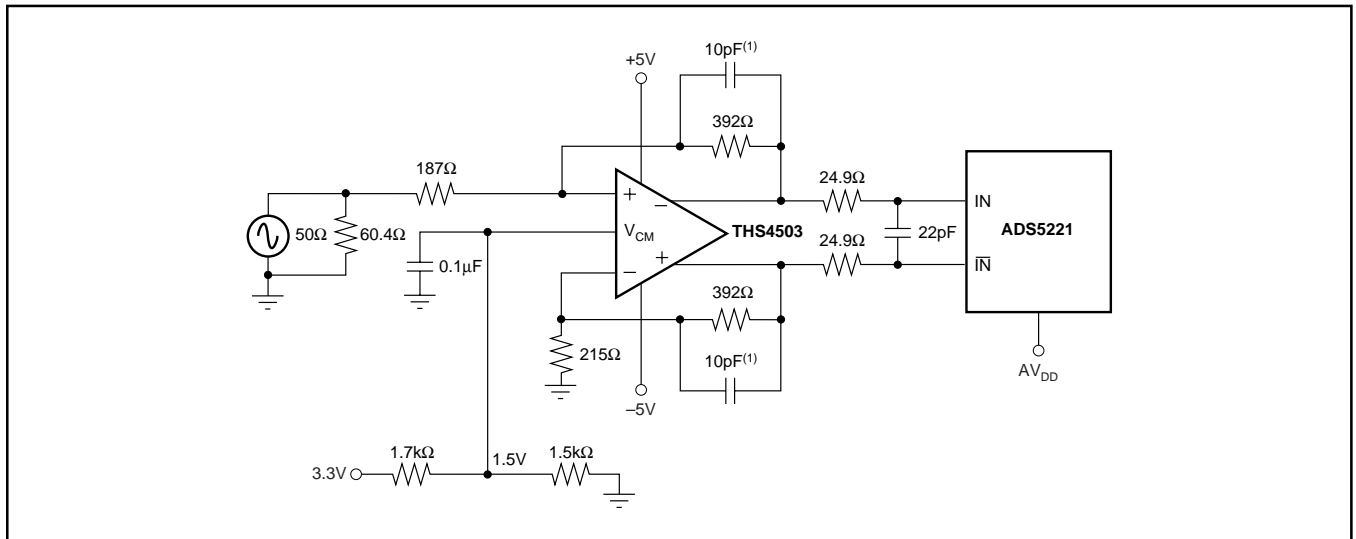 10pF(1)
+5V
392Ω
187Ω
24.9Ω
+
−
IN
50Ω
60.4Ω
VCM
THS4503
22pF
ADS5221
0.1µF
−
+
24.9Ω
IN
392Ω
215Ω
10pF(1)
AVDD
–5V
1.7kΩ
1.5V
1.5kΩ
3.3V